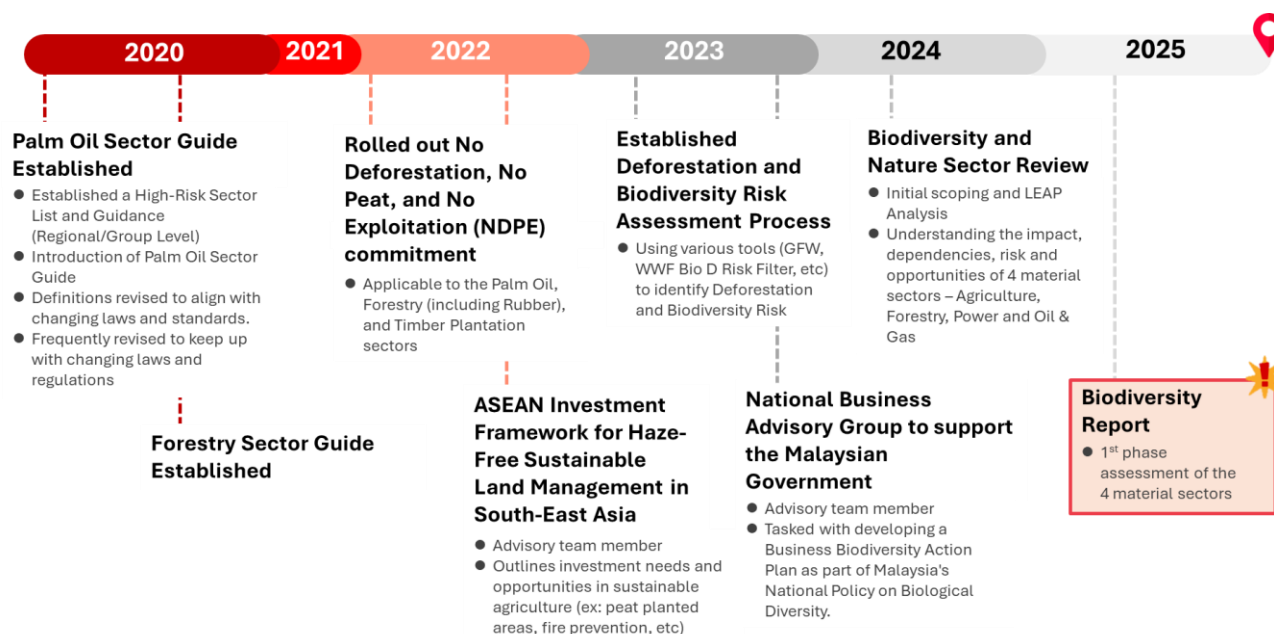 2020
2021
2022
2023
2024
2025
Palm Oil Sector Guide
Established
● Established a High-Risk Sector
List and Guidance
(Regional/Group Level)
● Introduction of Palm Oil Sector
Guide
● Definitions revised to align with
changing laws and standards.
● Frequently revised to keep up
with changing laws and
regulations
Forestry Sector Guide
Established
Rolled out No
Deforestation, No
Peat, and No
Exploitation (NDPE)
commitment
● Applicable to the Palm Oil,
Forestry (including Rubber),
and Timber Plantation
sectors
ASEAN Investment
Framework for Haze-
Free Sustainable
Land Management in
South-East Asia
● Advisory team member
● Outlines investment needs and
opportunities in sustainable
agriculture (ex: peat planted
areas, fire prevention, etc)
Established
Deforestation and
Biodiversity Risk
Assessment Process
● Using various tools (GFW,
WWF Bio D Risk Filter, etc)
to identify Deforestation
and Biodiversity Risk
National Business
Advisory Group to support
the Malaysian
Government
● Advisory team member
● Tasked with developing a
Business Biodiversity Action
Plan as part of Malaysia's
National Policy on Biological
Diversity.
Biodiversity and
Nature Sector Review
● Initial scoping and LEAP
Analysis
● Understanding the impact,
dependencies, risk and
opportunities of 4 material
sectors – Agriculture,
Forestry, Power and Oil &
Gas
Biodiversity
Report
● 1st phase
assessment of the
4 material sectors